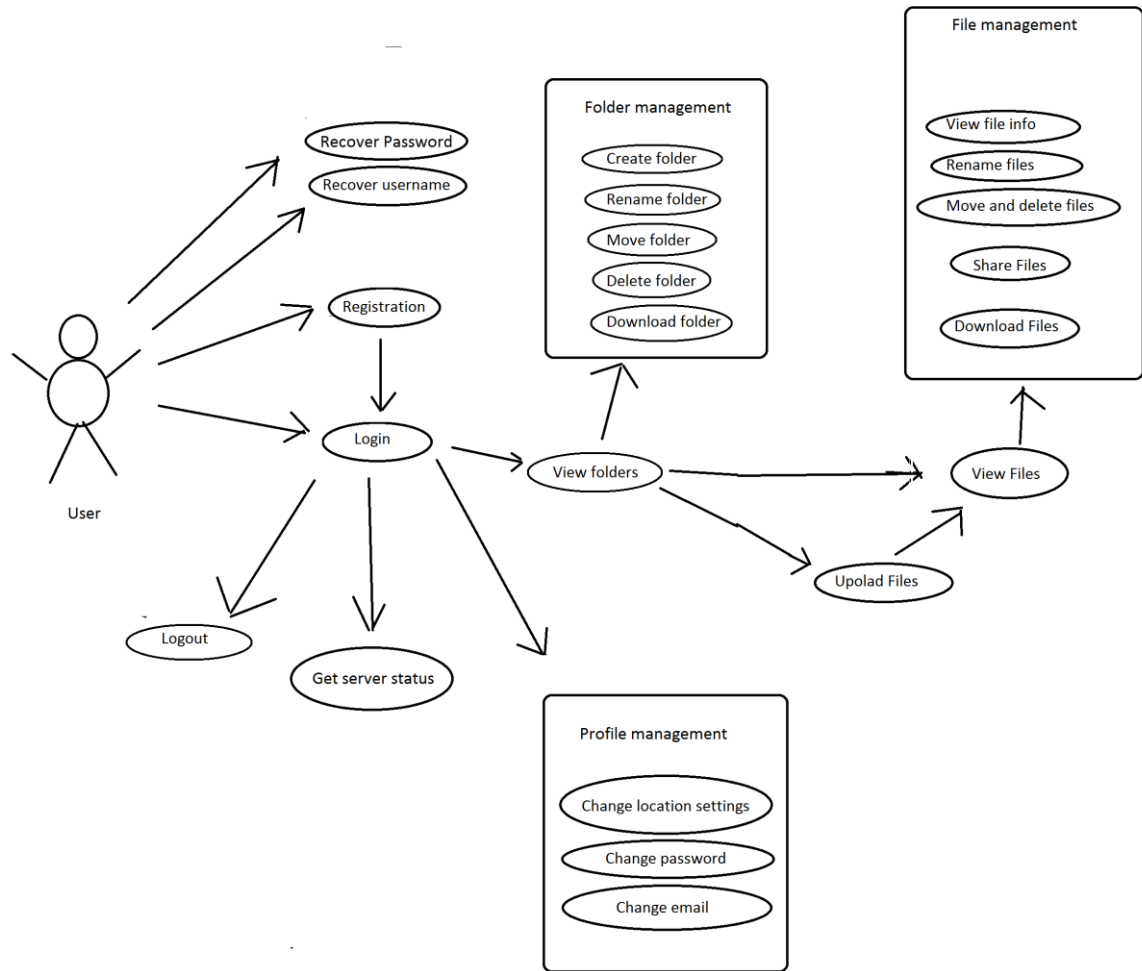 File management
View file info
Rename files
Move and delete files
Share Files
Download Files
Folder management
Create folder
Rename folder
Move folder
Delete folder
Download folder
Recover Password
Recover username
Registration
Login
View folders
View Files
Upolad Files
User
Logout
Get server status
Profile management
Change location settings
Change password
Change email